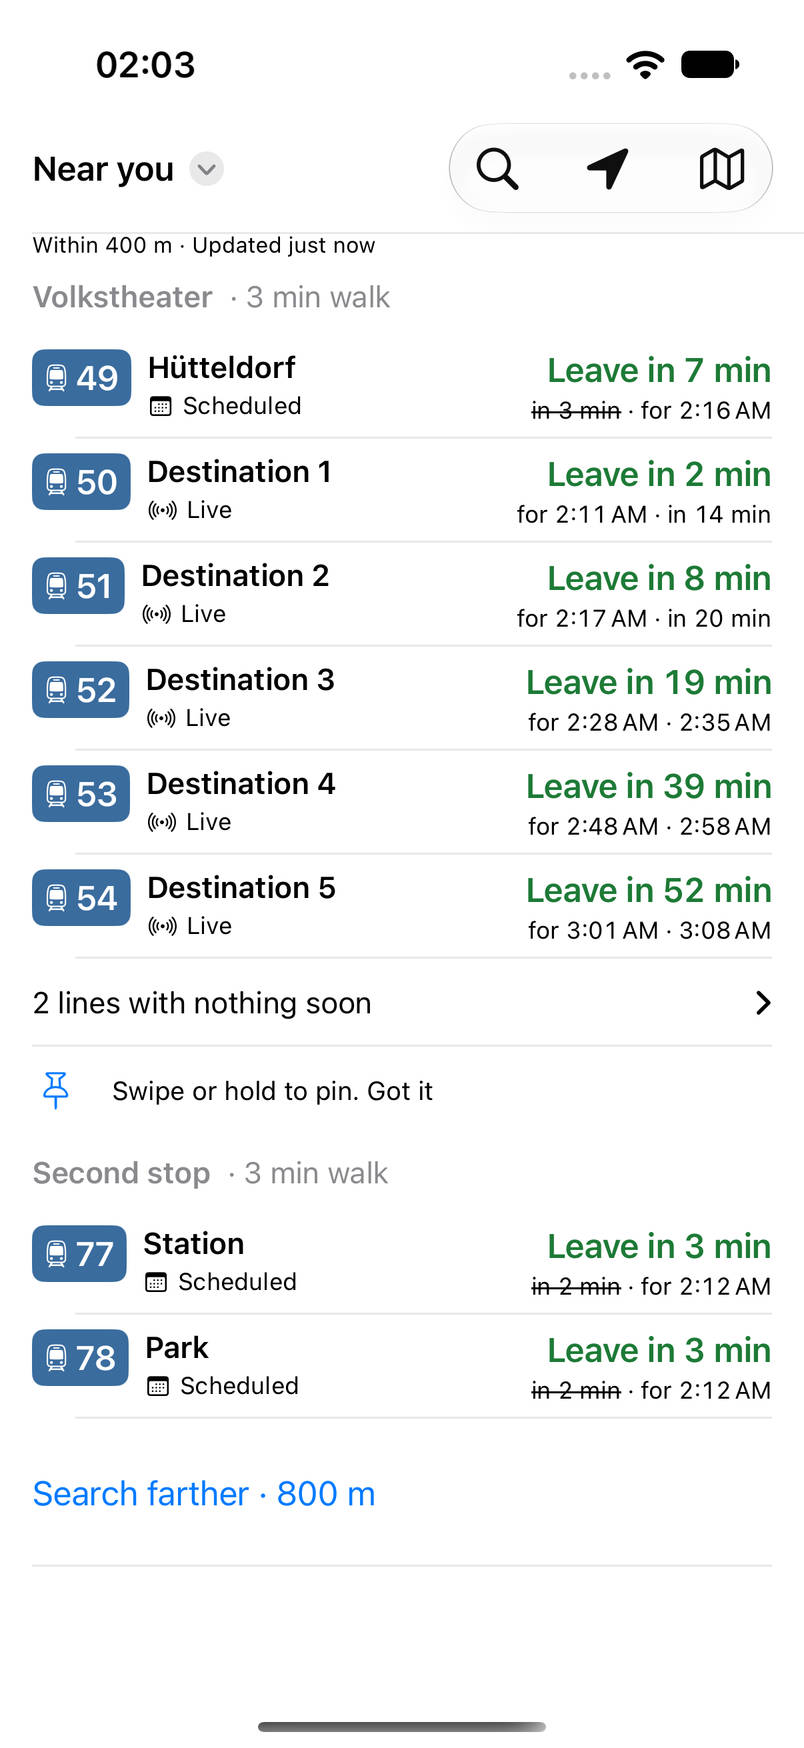 02:03
Near you
Within 400 m · Updated just now
Volkstheater · 3 min walk
49 Hütteldorf Leave in 7 min
Scheduled in 3 min · for 2:16 AM
50 Destination 1 Leave in 2 min
Live for 2:11 AM · in 14 min
51 Destination 2 Leave in 8 min
Live for 2:17 AM · in 20 min
52 Destination 3 Leave in 19 min
Live for 2:28 AM · 2:35 AM
53 Destination 4 Leave in 39 min
Live for 2:48 AM · 2:58 AM
54 Destination 5 Leave in 52 min
Live for 3:01 AM · 3:08 AM
2 lines with nothing soon
Swipe or hold to pin. Got it
Second stop · 3 min walk
77 Station Leave in 3 min
Scheduled in 2 min · for 2:12 AM
78 Park Leave in 3 min
Scheduled in 2 min · for 2:12 AM
Search farther · 800 m